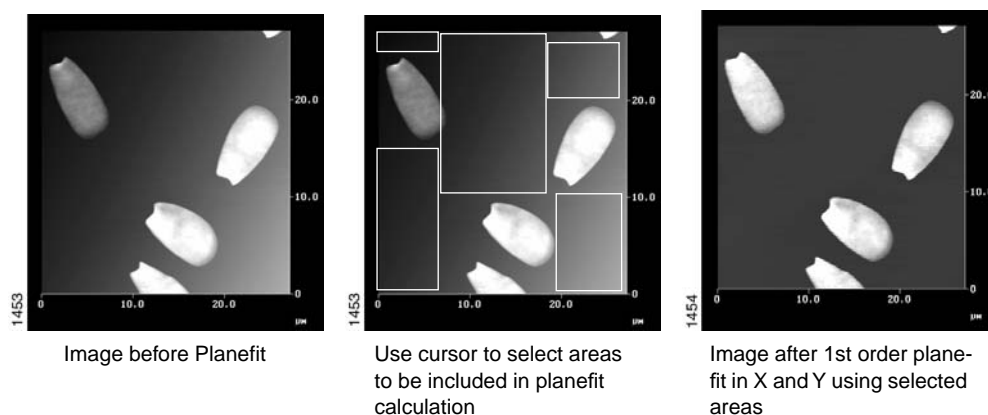 20.0
10.0
0
0
10.0
20.0
µM
1453
Image before Planefit
20.0
10.0
0
0
10.0
20.0
µM
1453
Use cursor to select areas
to be included in planefit
calculation
20.0
10.0
0
0
10.0
20.0
µM
1454
Image after 1st order plane-
fit in X and Y using selected
areas